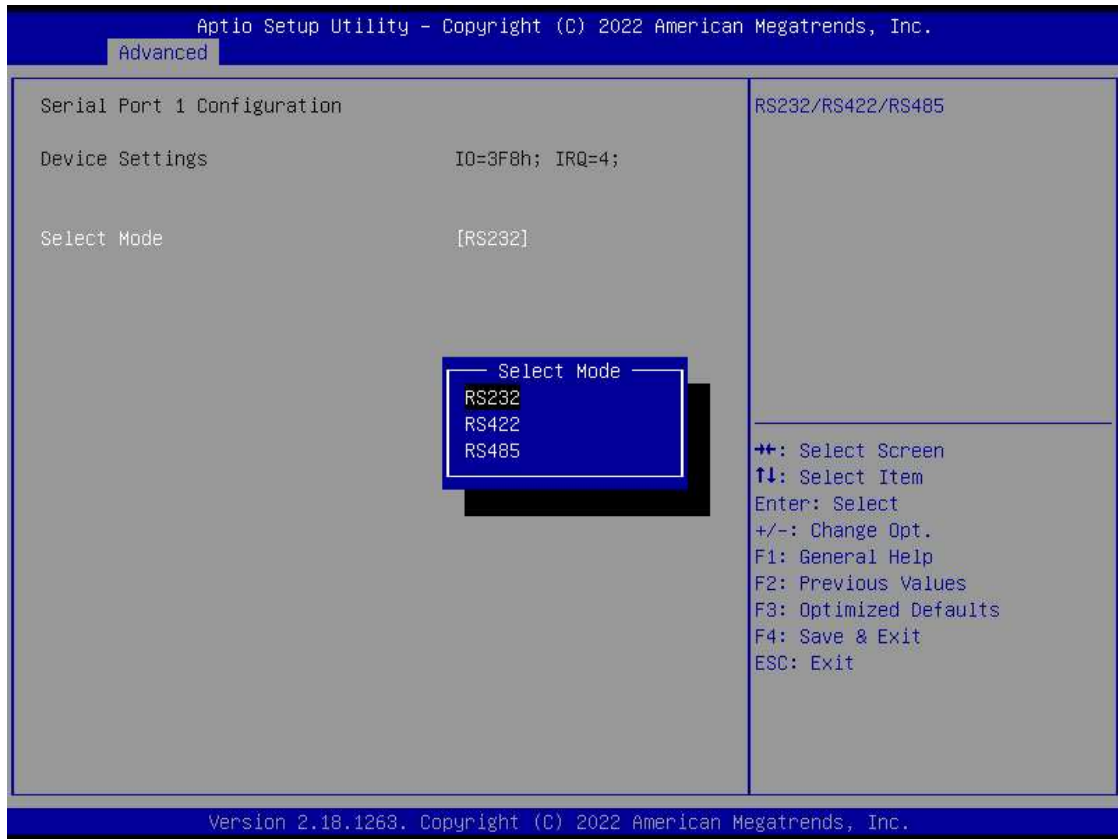 Aptio Setup Utility – Copyright (C) 2022 American Megatrends, Inc.
Advanced
Serial Port 1 Configuration
Device Settings IO=3F8h; IRQ=4;
Select Mode [RS232]
Select Mode
RS232
RS422
RS485
RS232/RS422/RS485
→←: Select Screen
↑↓: Select Item
Enter: Select
+/-: Change Opt.
F1: General Help
F2: Previous Values
F3: Optimized Defaults
F4: Save & Exit
ESC: Exit
Version 2.18.1263. Copyright (C) 2022 American Megatrends, Inc.